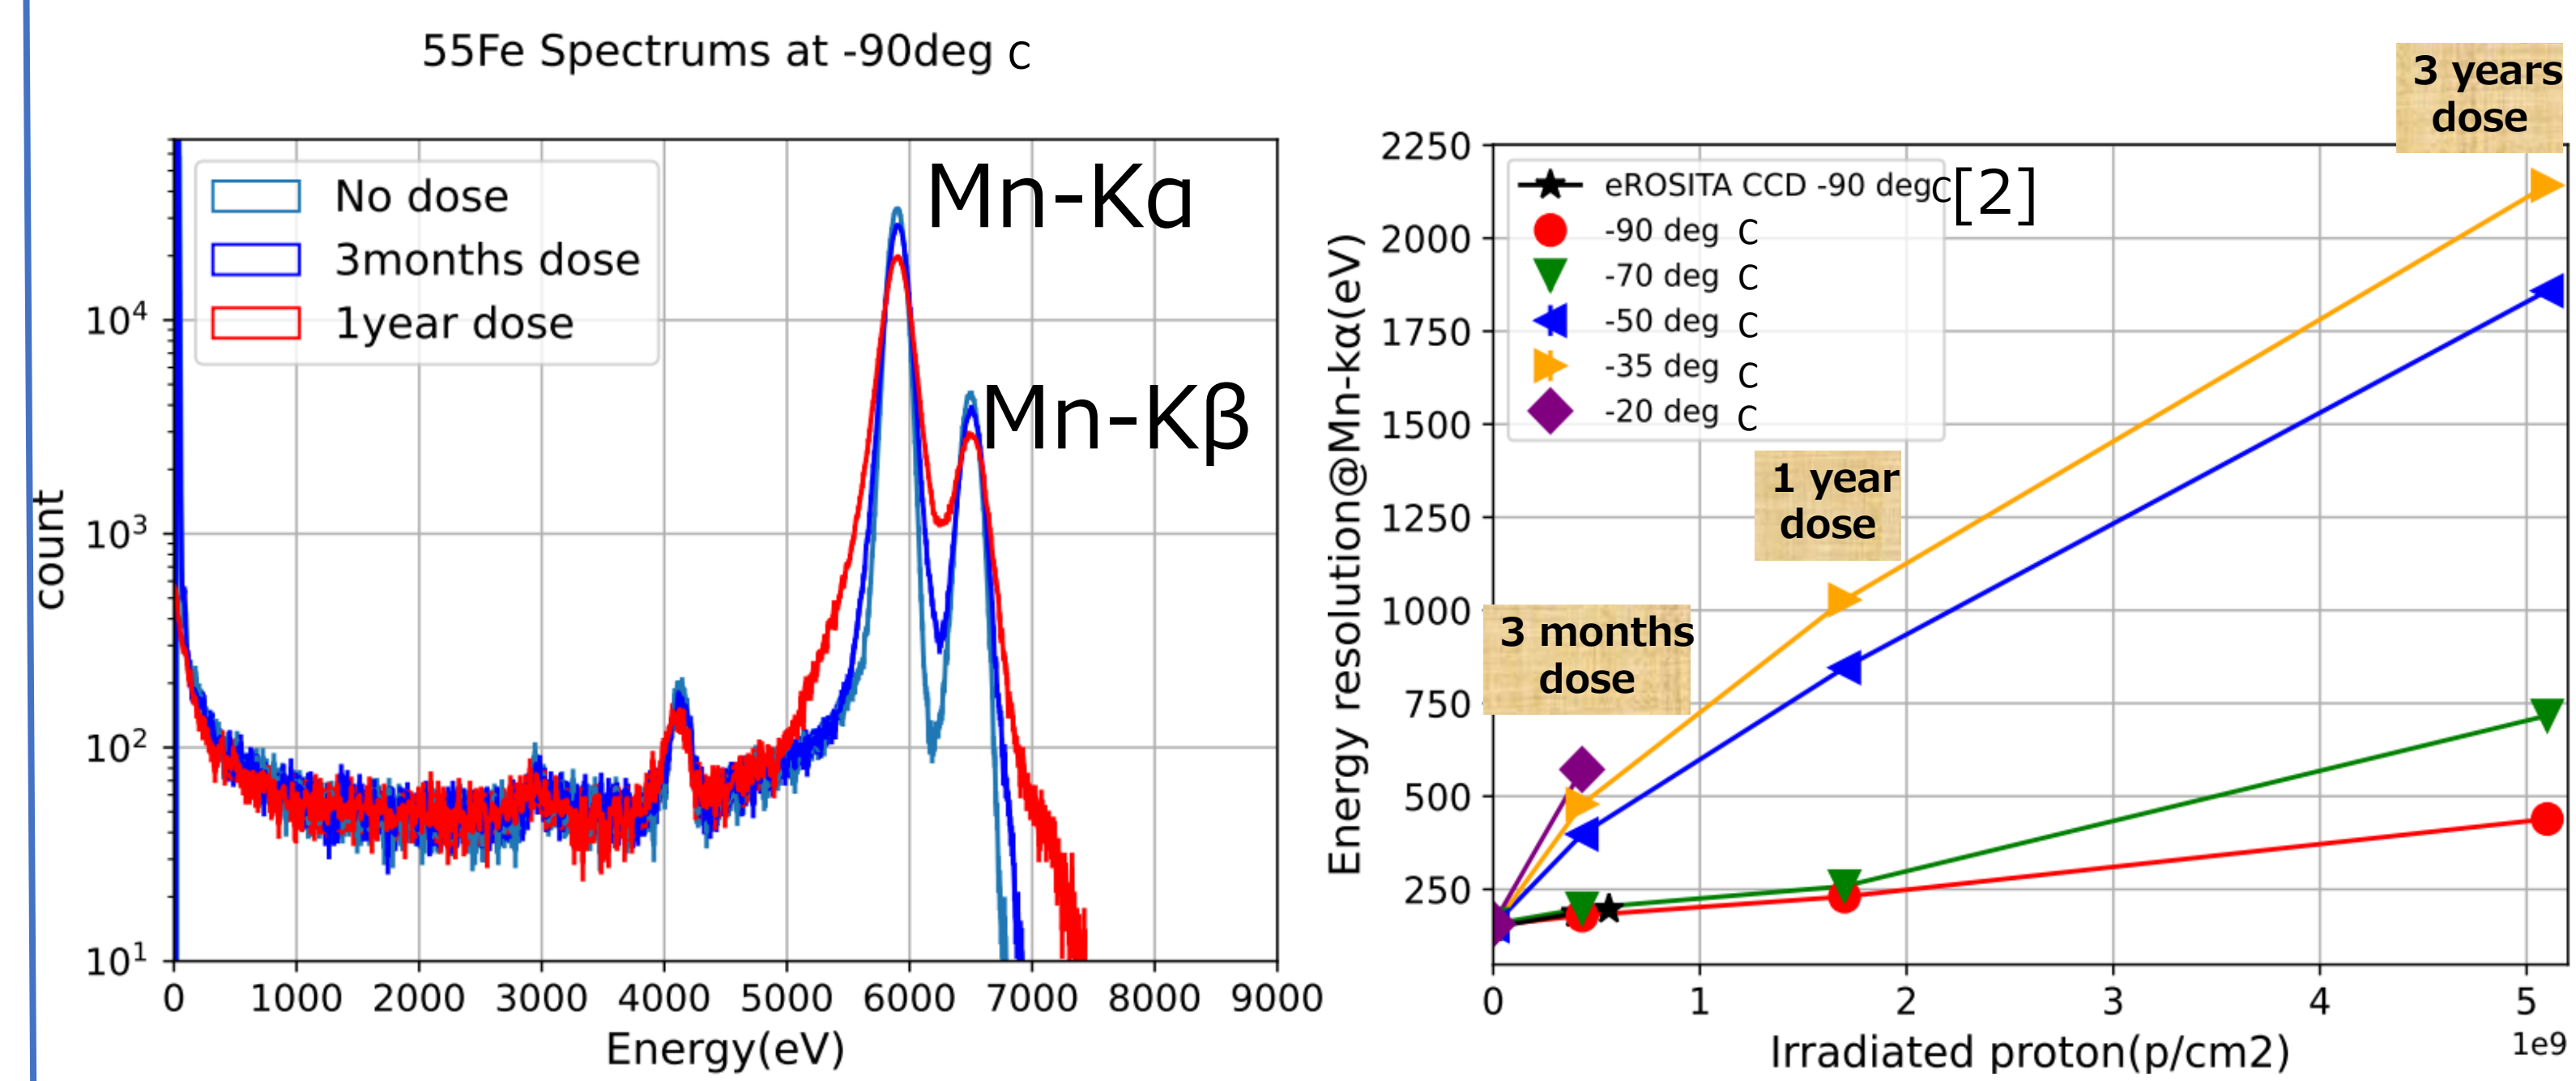 55Fe Spectrums at -90deg C
No dose
3months dose
1year dose
Mn-Kα
Mn-Kβ
10⁴
10³
10²
10¹
count
0 1000 2000 3000 4000 5000 6000 7000 8000 9000
Energy(eV)
3 years
dose
eROSITA CCD -90 degC[2]
-90 deg C
-70 deg C
-50 deg C
-35 deg C
-20 deg C
1 year
dose
3 months
dose
2250
2000
1750
1500
1250
1000
750
500
250
Energy resolution@Mn-kα(eV)
0 1 2 3 4 5
1e9
Irradiated proton(p/cm2)